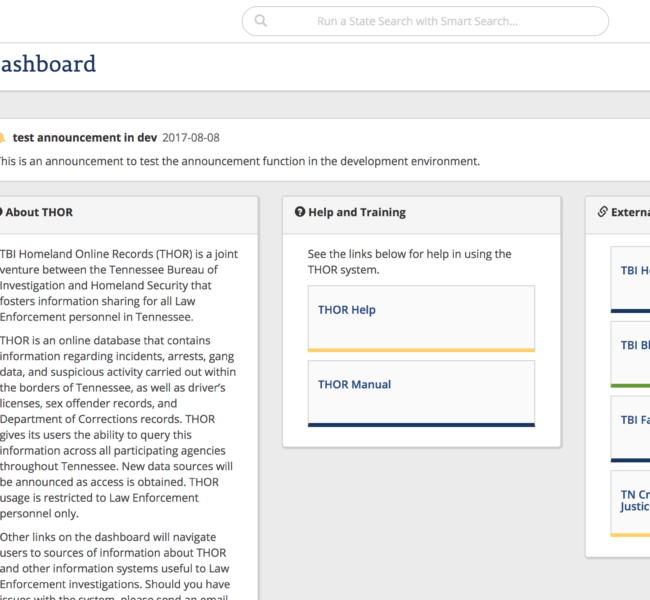 Run a State Search with Smart Search...
ashboard
test announcement in dev 2017-08-08
his is an announcement to test the announcement function in the development environment.
About THOR
TBI Homeland Online Records (THOR) is a joint
venture between the Tennessee Bureau of
Investigation and Homeland Security that
fosters information sharing for all Law
Enforcement personnel in Tennessee.
THOR is an online database that contains
information regarding incidents, arrests, gang
data, and suspicious activity carried out within
the borders of Tennessee, as well as driver's
licenses, sex offender records, and
Department of Corrections records. THOR
gives its users the ability to query this
information across all participating agencies
throughout Tennessee. New data sources will
be announced as access is obtained. THOR
usage is restricted to Law Enforcement
personnel only.
Other links on the dashboard will navigate
users to sources of information about THOR
and other information systems useful to Law
Enforcement investigations. Should you have
issues with the system, please send an email
Help and Training
See the links below for help in using the
THOR system.
THOR Help
THOR Manual
Externa
TBI H
TBI Bl
TBI Fa
TN Cr
Justic